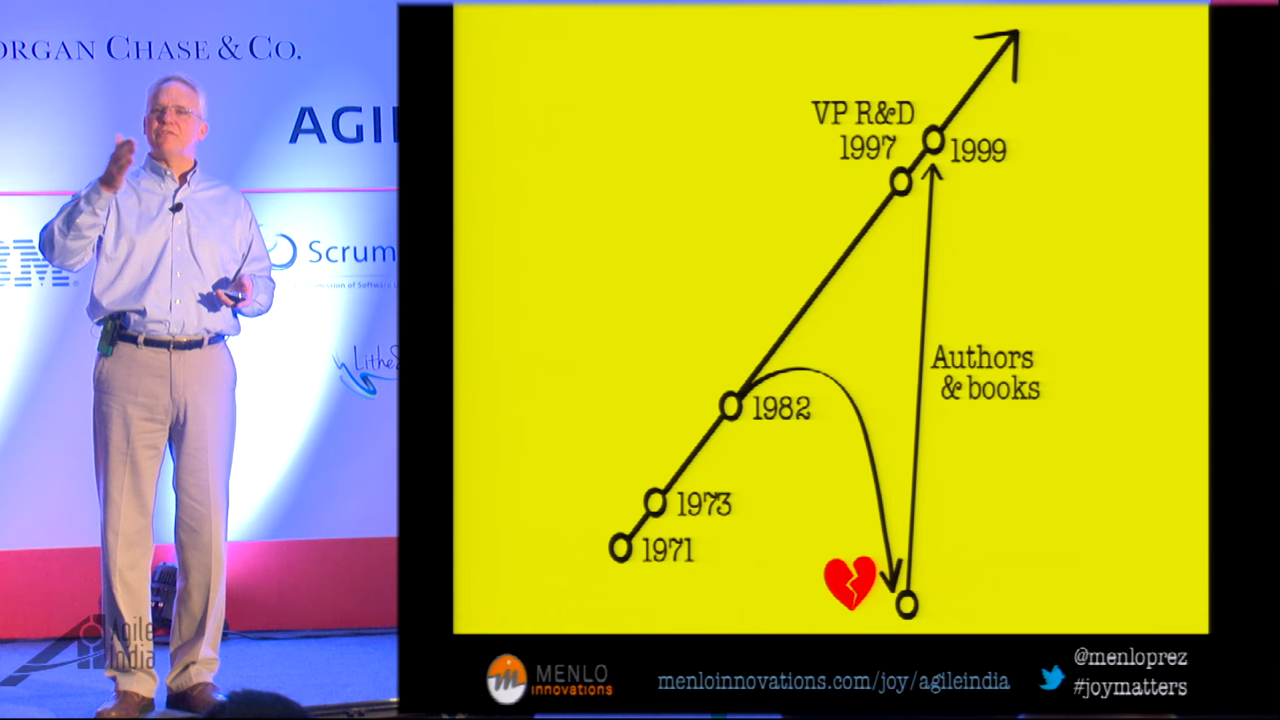 ORGAN CHASE & CO.
AGI
Scrum
Agile
India
VP R&D
1997
1999
Authors
& books
1982
1973
1971
MENLO
innovations
menloinnovations.com/joy/agileindia
@menloprez
#joymatters